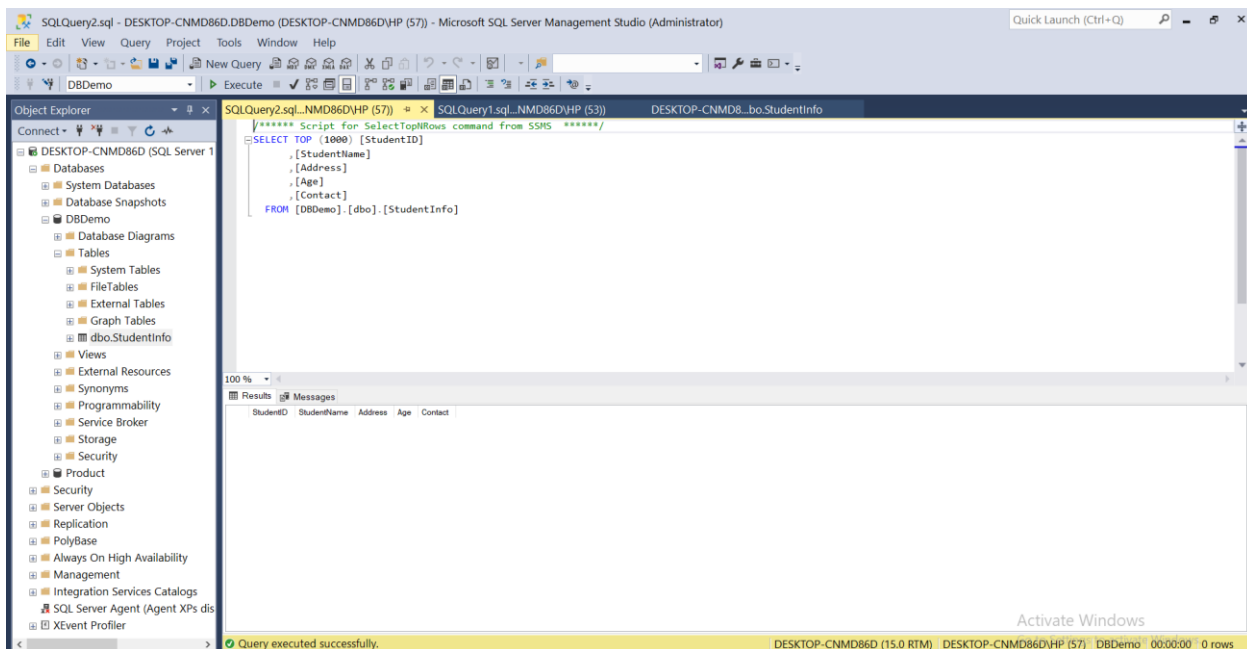 SQLQuery2.sql - DESKTOP-CNMD86D.DBDemo (DESKTOP-CNMD86D\HP (57)) - Microsoft SQL Server Management Studio (Administrator)
Quick Launch (Ctrl+Q)
File Edit View Query Project Tools Window Help
New Query
DBDemo
Execute
Object Explorer
Connect
DESKTOP-CNMD86D (SQL Server 1
Databases
System Databases
Database Snapshots
DBDemo
Database Diagrams
Tables
System Tables
FileTables
External Tables
Graph Tables
dbo.StudentInfo
Views
External Resources
Synonyms
Programmability
Service Broker
Storage
Security
Product
Security
Server Objects
Replication
PolyBase
Always On High Availability
Management
Integration Services Catalogs
SQL Server Agent (Agent XPs dis
XEvent Profiler
SQLQuery2.sql...NMD86D\HP (57)) SQLQuery1.sql...NMD86D\HP (53)) DESKTOP-CNMD8...bo.StudentInfo
/****** Script for SelectTopNRows command from SSMS ******/
SELECT TOP (1000) [StudentID]
,[StudentName]
,[Address]
,[Age]
,[Contact]
FROM [DBDemo].[dbo].[StudentInfo]
100 %
Results Messages
StudentID StudentName Address Age Contact
Activate Windows
Query executed successfully.
DESKTOP-CNMD86D (15.0 RTM) DESKTOP-CNMD86D\HP (57) DBDemo 00:00:00 0 rows